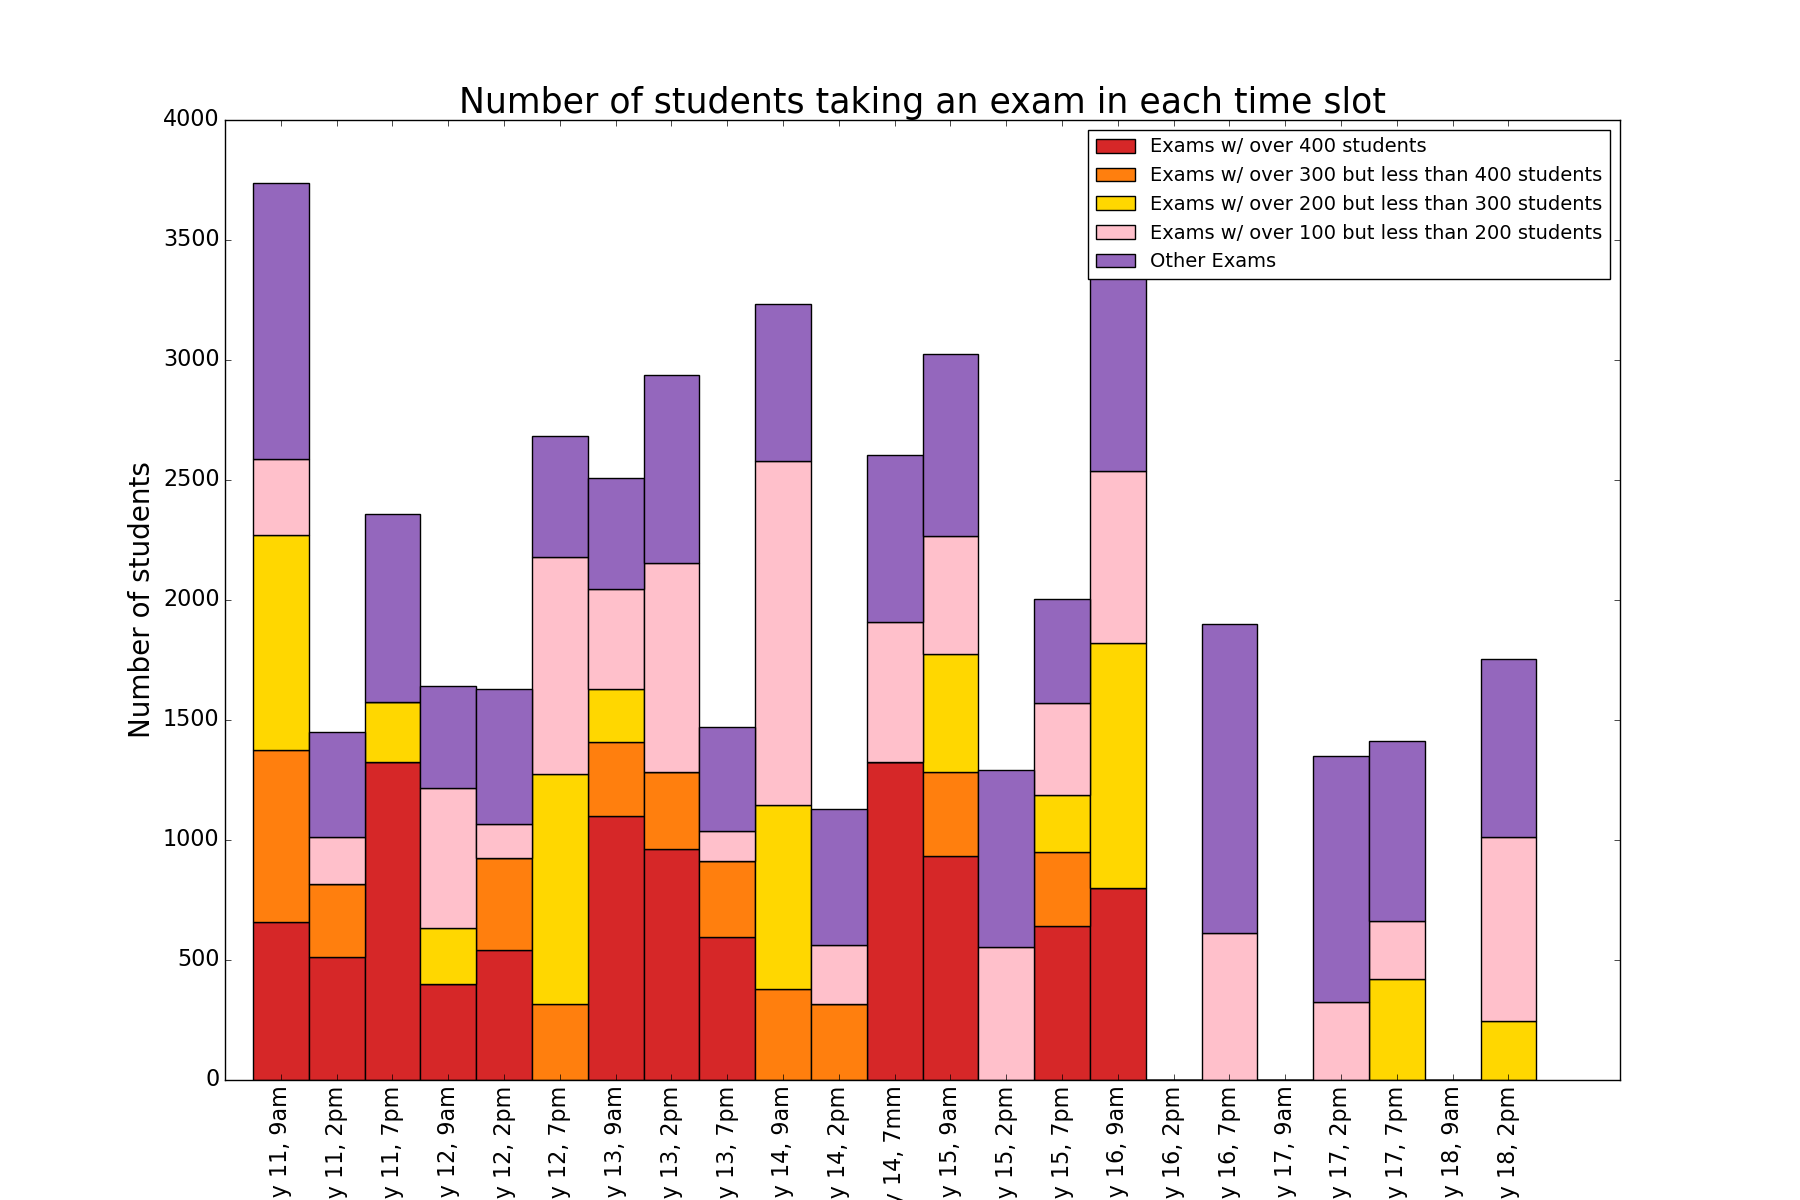 Number of students taking an exam in each time slot
Exams w/ over 400 students
Exams w/ over 300 but less than 400 students
Exams w/ over 200 but less than 300 students
Exams w/ over 100 but less than 200 students
Other Exams
Number of students
4000
3500
3000
2500
2000
1500
1000
500
0
y 11, 9am
y 11, 2pm
y 11, 7pm
y 12, 9am
y 12, 2pm
y 12, 7pm
y 13, 9am
y 13, 2pm
y 13, 7pm
y 14, 9am
y 14, 2pm
y 14, 7mm
y 15, 9am
y 15, 2pm
y 15, 7pm
y 16, 9am
y 16, 2pm
y 16, 7pm
y 17, 9am
y 17, 2pm
y 17, 7pm
y 18, 9am
y 18, 2pm